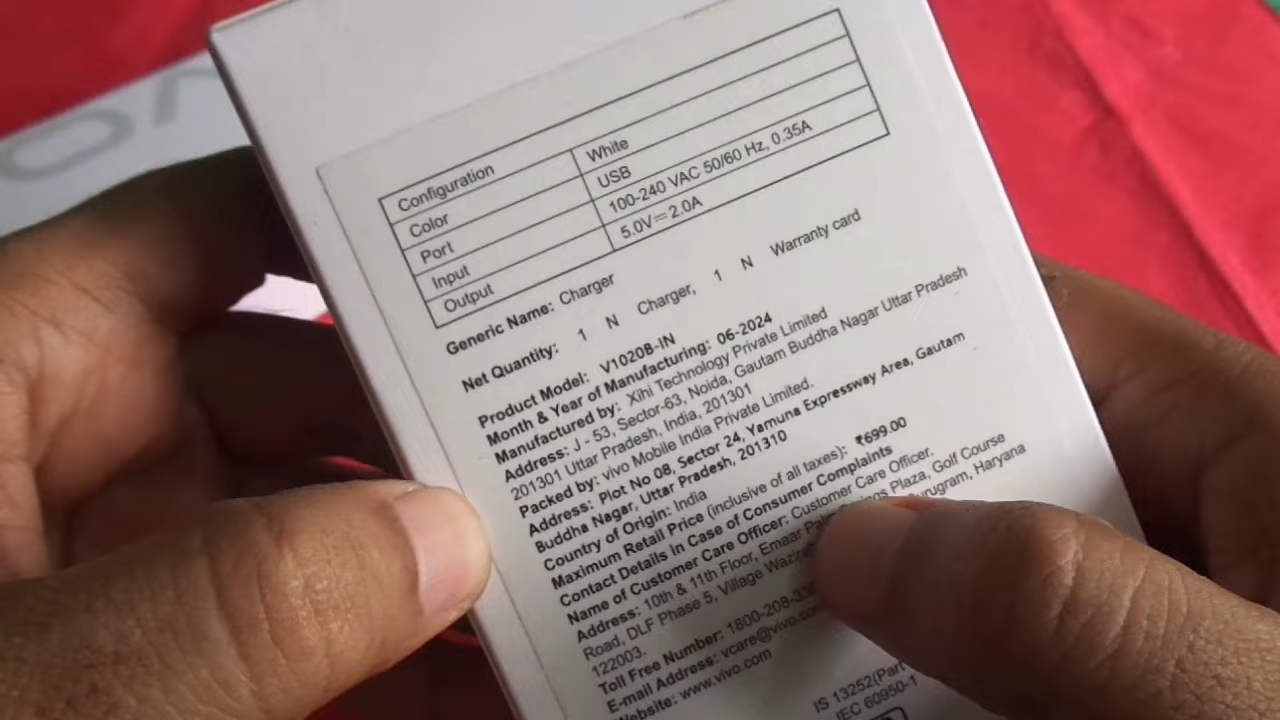 Configuration
Color White
Port USB
Input 100-240 VAC 50/60 Hz, 0.35A
Output 5.0V⎓2.0A
Generic Name: Charger
Net Quantity: 1 N Charger, 1 N Warranty card
Product Model: V1020B-IN
Month & Year of Manufacturing: 06-2024
Manufactured by: Xihi Technology Private Limited
Address: J - 53, Sector-63, Noida, Gautam Buddha Nagar Uttar Pradesh
201301 Uttar Pradesh, India, 201301
Packed by: vivo Mobile India Private Limited.
Address: Plot No 08, Sector 24, Yamuna Expressway Area, Gautam
Buddha Nagar, Uttar Pradesh, 201310
Country of Origin: India
Maximum Retail Price (inclusive of all taxes): ₹699.00
Contact Details in Case of Consumer Complaints
Name of Customer Care Officer: Customer Care Officer.
Address: 10th & 11th Floor, Emaar Plaza, Golf Course
Road, DLF Phase 5, Village Haryana
122003.
Toll Free Number: 1800-208-33
E-mail Address: vcare@vivo.co
Website: www.vivo.com
IS 13252(Part
IEC 60950-1